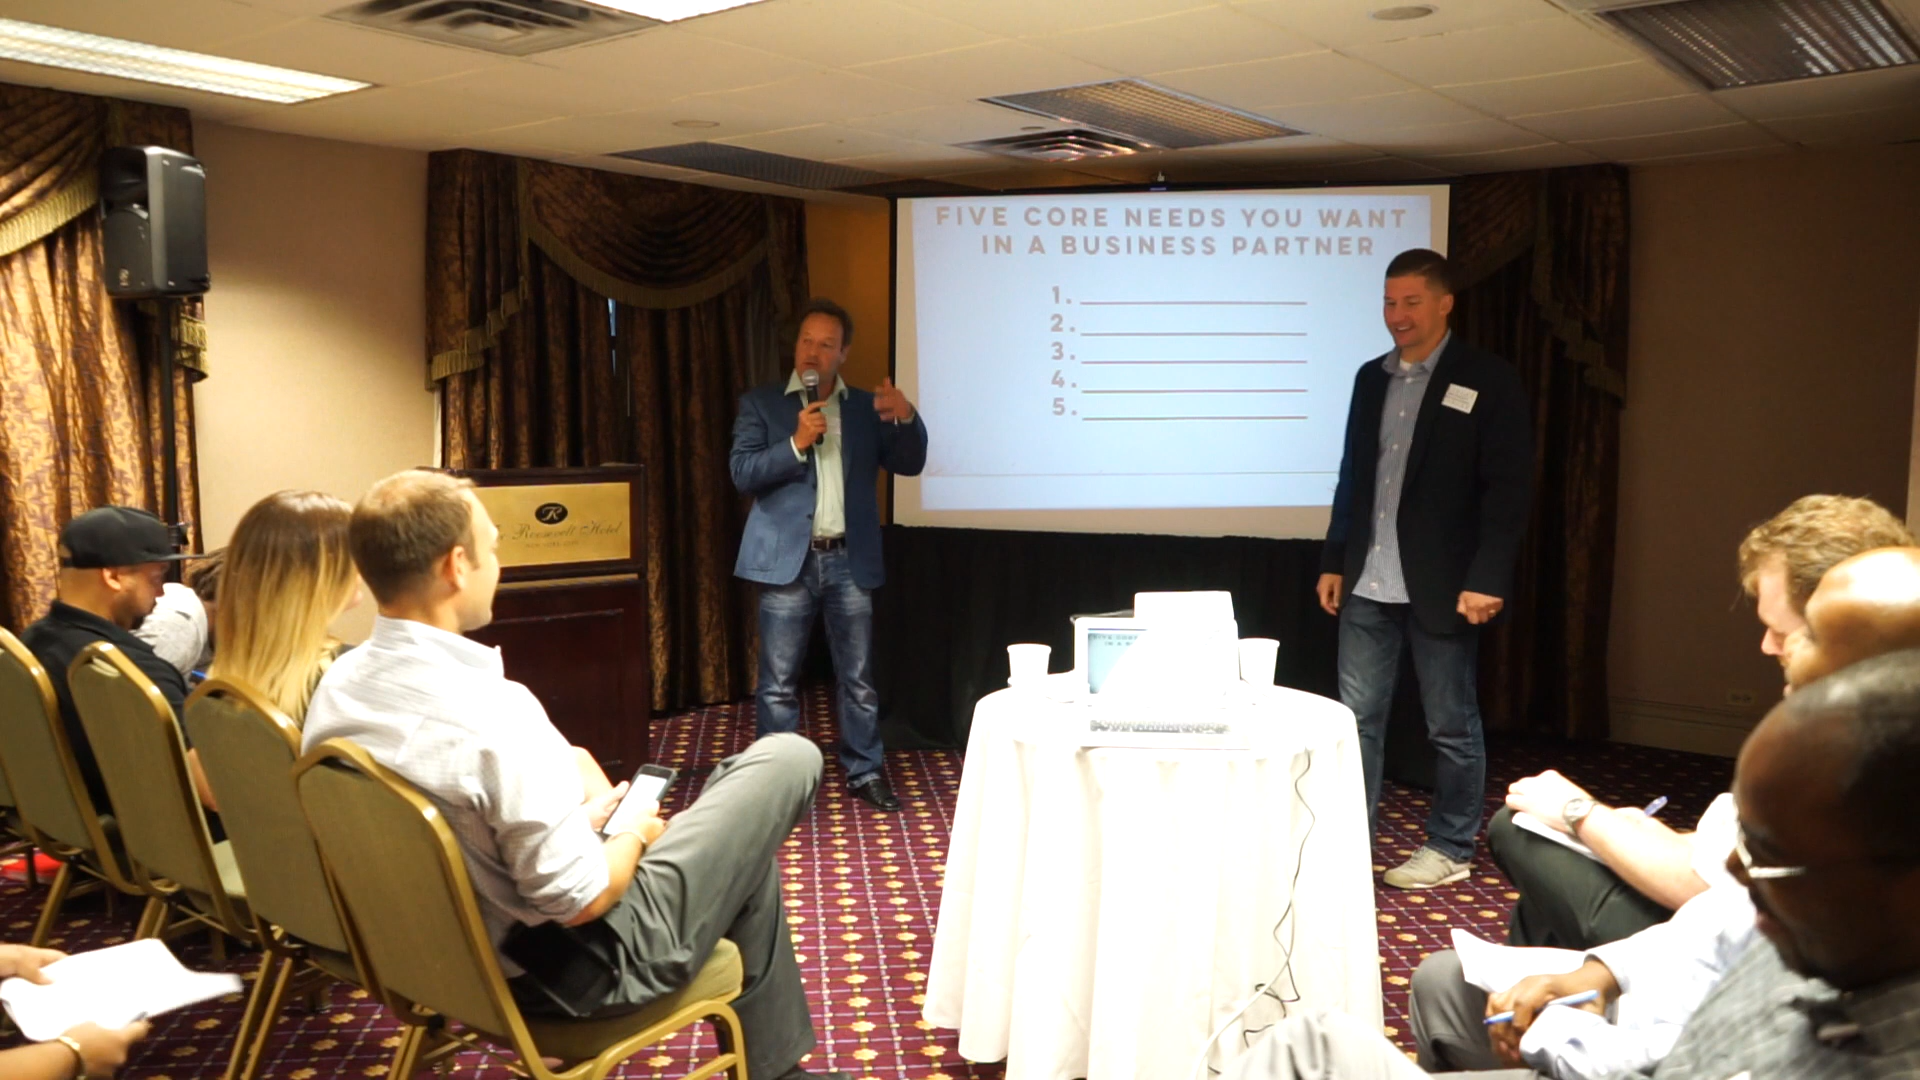 FIVE CORE NEEDS YOU WANT
IN A BUSINESS PARTNER
1.
2.
3.
4.
5.
R
Roosevelt Hotel